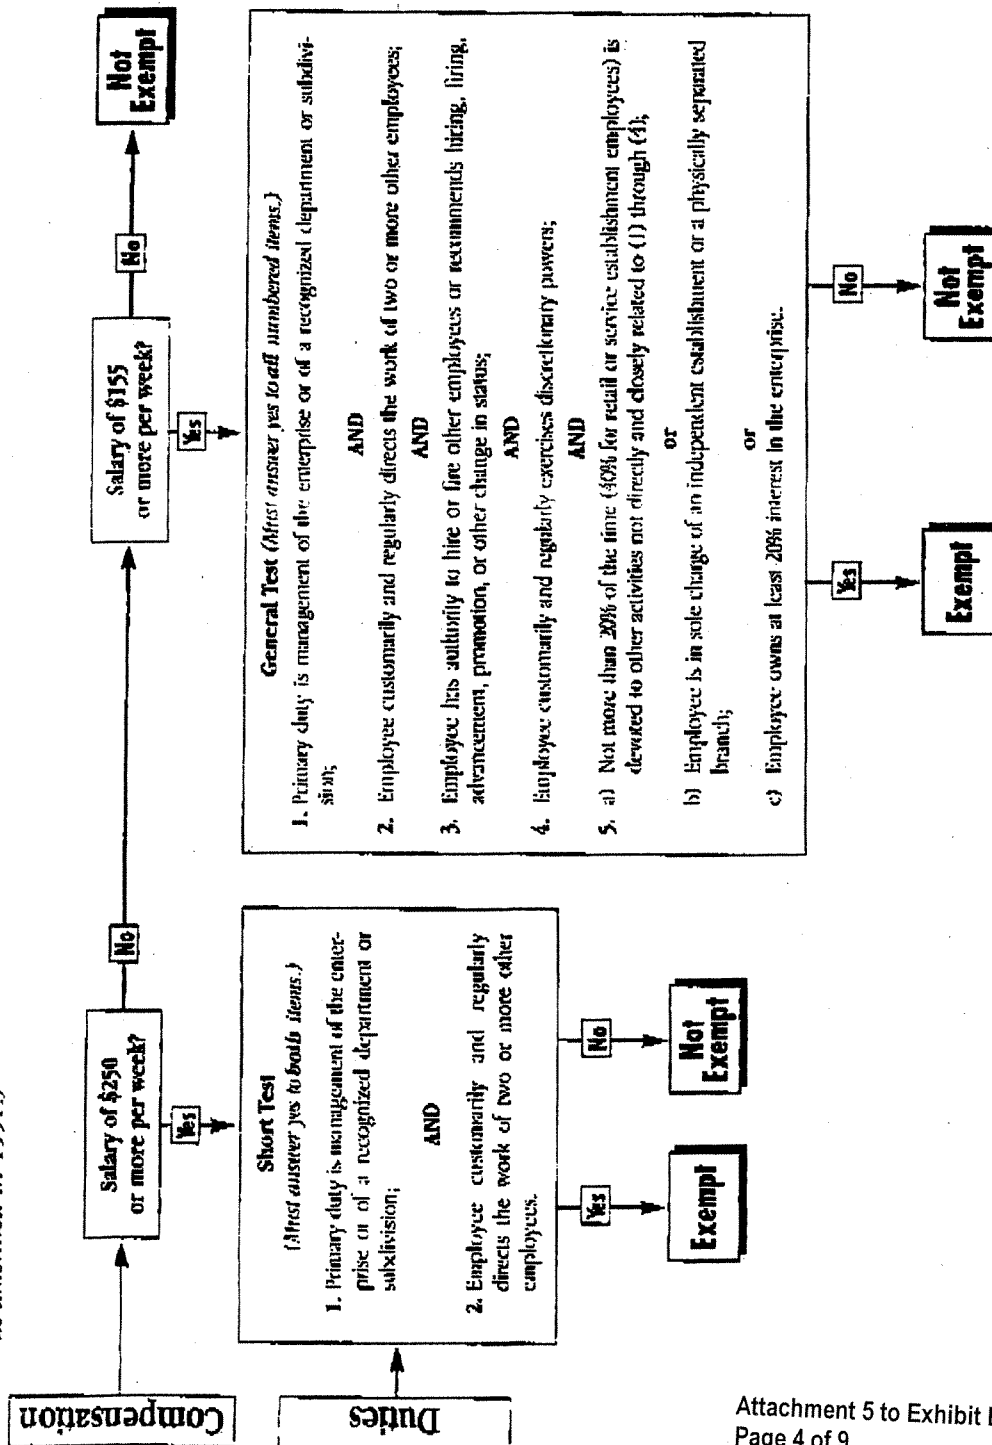 Compensation
Salary of $250
or more per week?
No
Salary of $155
or more per week?
No
Not
Exempt
Yes
Yes
Duties
Short Test
(Must answer yes to both items.)
1. Primary duty is management of the enter-
prise or of a recognized department or
subdivision;
AND
2. Employee customarily and regularly
directs the work of two or more other
employees.
Yes
No
Exempt
Not
Exempt
General Test (Must answer yes to all numbered items.)
1. Primary duty is management of the enterprise or of a recognized department or subdivi-
sion;
AND
2. Employee customarily and regularly directs the work of two or more other employees;
AND
3. Employee has authority to hire or fire other employees or recommends hiring, firing,
advancement, promotion, or other change in status;
AND
4. Employee customarily and regularly exercises discretionary powers;
AND
5. a) Not more than 20% of the time (40% for retail or service establishment employees) is
devoted to other activities not directly and closely related to (1) through (4);
or
b) Employee is in sole charge of an independent establishment or a physically separated
branch;
or
c) Employee owns at least 20% interest in the enterprise.
Yes
No
Exempt
Not
Exempt
Attachment 5 to Exhibit
Page 4 of 9